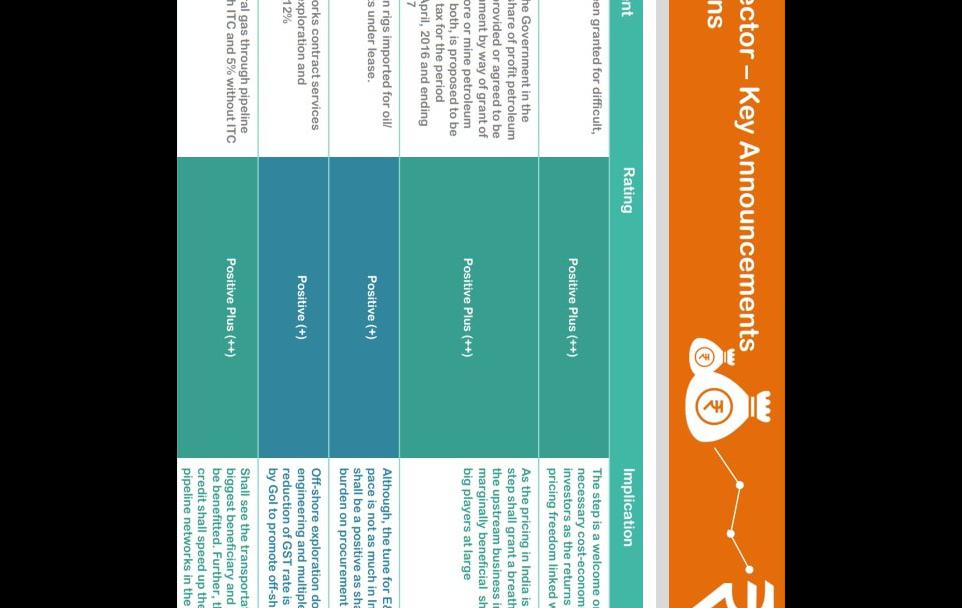 ector – Key Announcements
ns
nt
Rating
Implication
en granted for difficult,
Positive Plus (++)
The step is a welcome
necessary cost-econom
investors as the returns
pricing freedom linked
he Government in the
share of profit petroleum
provided or agreed to be
ment by way of grant of
ore or mine petroleum
both, is proposed to be
tax for the period
April, 2016 and ending
7
Positive Plus (++)
As the pricing in India is
step shall grant a breath
the upstream business i
marginally beneficial sh
big players at large
n rigs imported for oil/
s under lease.
Positive (+)
Although, the tune for E&
pace is not as much in In
shall be a positive as sha
burden on procurement
orks contract services
xploration and
12%
Positive (+)
Off-shore exploration do
engineering and multiple
reduction of GST rate is
by GoI to promote off-sh
ral gas through pipeline
h ITC and 5% without ITC
Positive Plus (++)
Shall see the transporta
biggest beneficiary and
be benefitted. Further, t
credit shall speed up the
pipeline networks in the